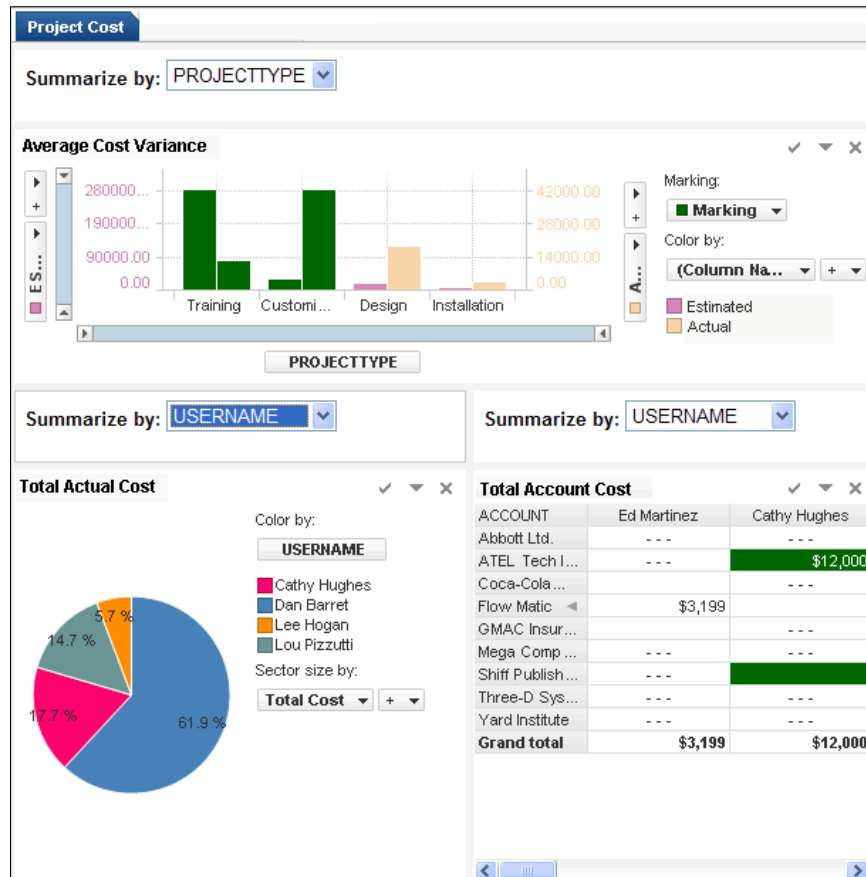 Project Cost
Summarize by: PROJECTTYPE
Average Cost Variance
280000...
190000...
90000.00
0.00
+
ES...
42000.00
28000.00
14000.00
0.00
+
A...
Training Customi... Design Installation
PROJECTTYPE
Marking:
Marking
Color by:
(Column Na... +
Estimated
Actual
Summarize by: USERNAME
Total Actual Cost
Color by:
USERNAME
Cathy Hughes
Dan Barret
Lee Hogan
Lou Pizzutti
Sector size by:
Total Cost +
5.7 %
14.7 %
17.7 %
61.9 %
Summarize by: USERNAME
Total Account Cost
ACCOUNT Ed Martinez Cathy Hughes
Abbott Ltd. - - - - - -
ATEL Tech I... - - - $12,000
Coca-Cola... - - -
Flow Matic $3,199
GMAC Insur... - - -
Mega Comp ... - - - - - -
Shiff Publish... - - -
Three-D Sys... - - - - - -
Yard Institute - - - - - -
Grand total $3,199 $12,000